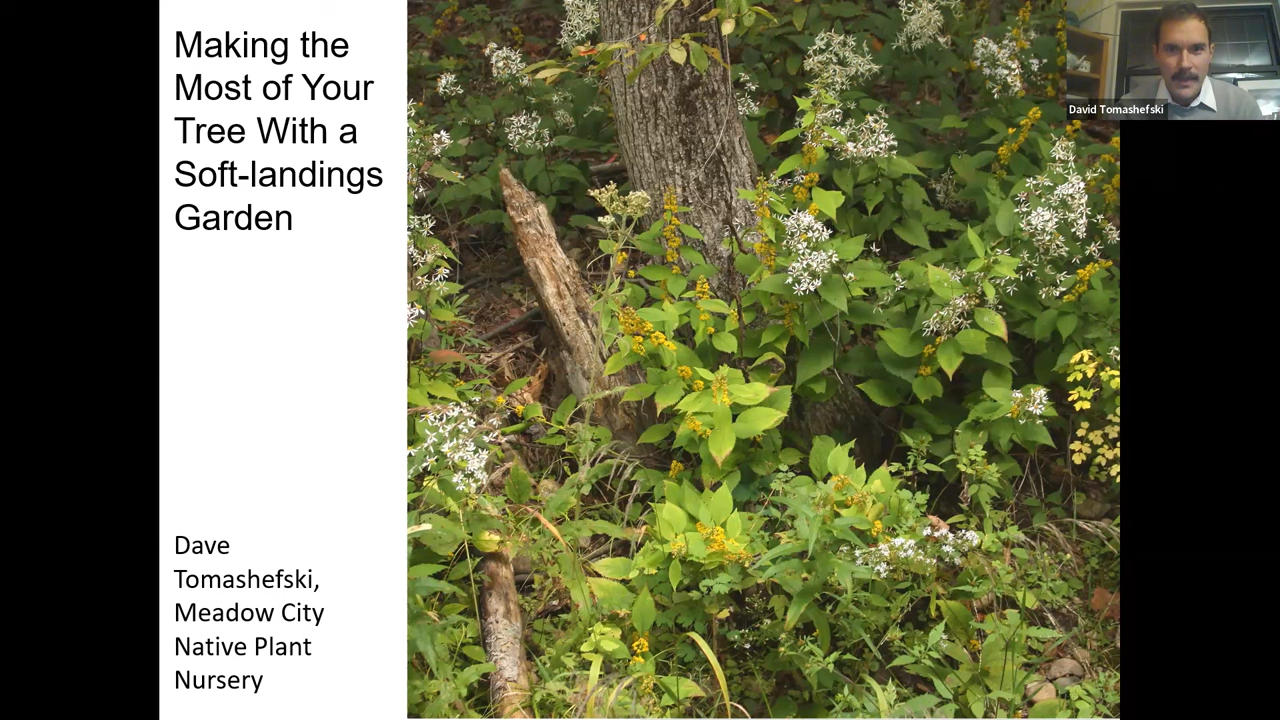 Making the
Most of Your
Tree With a
Soft-landings
Garden
David Tomashefski
Dave
Tomashefski,
Meadow City
Native Plant
Nursery